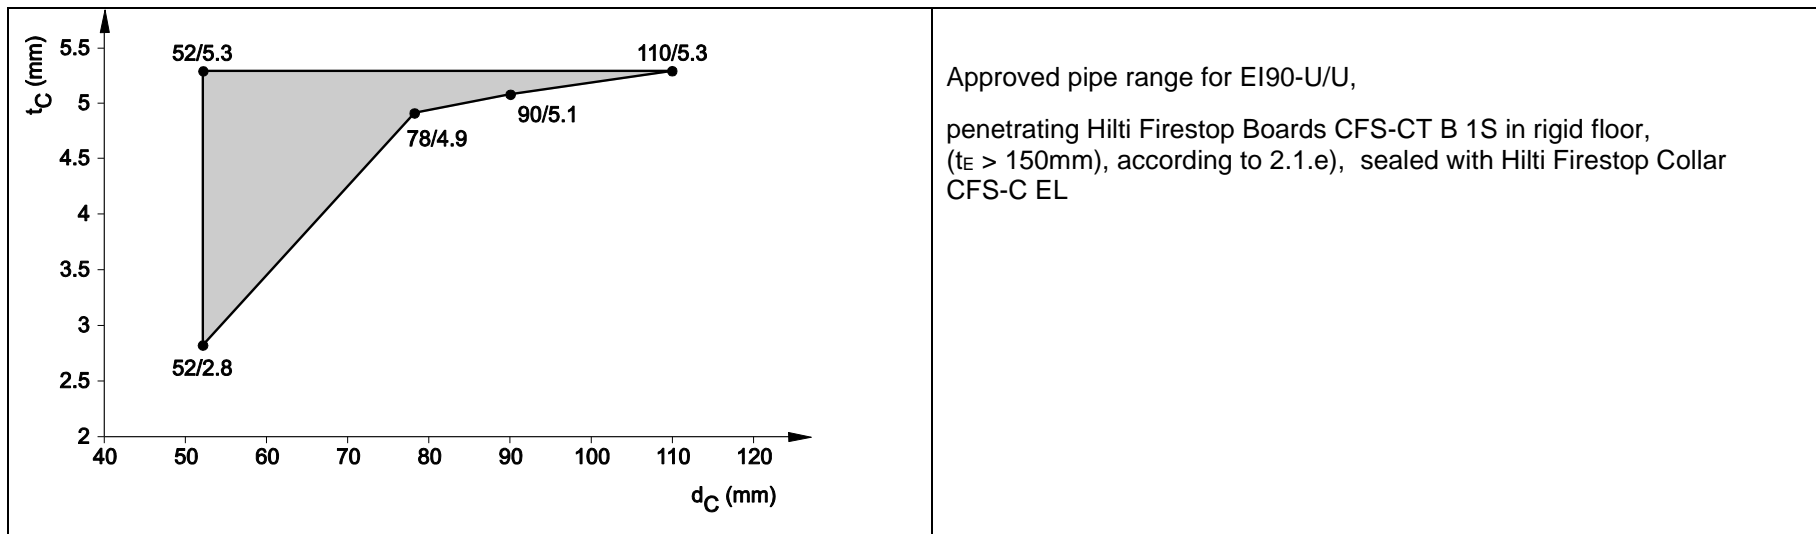 tC (mm)
5.5
5
4.5
4
3.5
3
2.5
2
52/5.3
110/5.3
90/5.1
78/4.9
52/2.8
40 50 60 70 80 90 100 110 120
dC (mm)
Approved pipe range for EI90-U/U,
penetrating Hilti Firestop Boards CFS-CT B 1S in rigid floor,
(tE > 150mm), according to 2.1.e), sealed with Hilti Firestop Collar
CFS-C EL